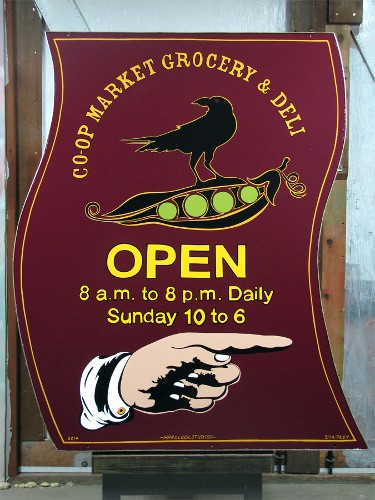 CO-OP MARKET GROCERY & DELI
OPEN
8 a.m. to 8 p.m. Daily
Sunday 10 to 6